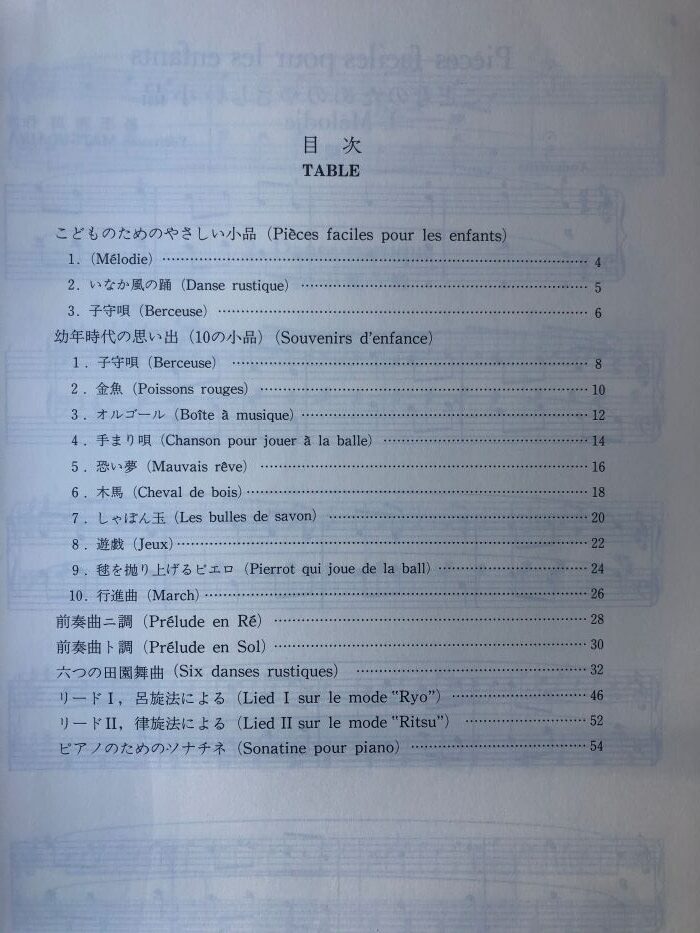 目 次
TABLE
こどものためのやさしい小品（Pièces faciles pour les enfants）
1．（Mélodie）……………………………………………………… 4
2．いなか風の踊（Danse rustique）…………………………………… 5
3．子守唄（Berceuse）……………………………………………… 6
幼年時代の思い出（10の小品）（Souvenirs d'enfance）
1．子守唄（Berceuse）……………………………………………… 8
2．金魚（Poissons rouges）………………………………………… 10
3．オルゴール（Boîte à musique）…………………………………… 12
4．手まり唄（Chanson pour jouer à la balle）………………………… 14
5．恐い夢（Mauvais rêve）………………………………………… 16
6．木馬（Cheval de bois）………………………………………… 18
7．しゃぼん玉（Les bulles de savon）………………………………… 20
8．遊戯（Jeux）…………………………………………………… 22
9．毬を抛り上げるピエロ（Pierrot qui joue de la ball）………………… 24
10．行進曲（March）………………………………………………… 26
前奏曲ニ調（Prélude en Ré）………………………………………… 28
前奏曲ト調（Prélude en Sol）……………………………………… 30
六つの田園舞曲（Six danses rustiques）…………………………… 32
リードⅠ，呂旋法による（Lied Ⅰ sur le mode "Ryo"）……………… 46
リードⅡ，律旋法による（Lied Ⅱ sur le mode "Ritsu"）…………… 52
ピアノのためのソナチネ（Sonatine pour piano）…………………… 54